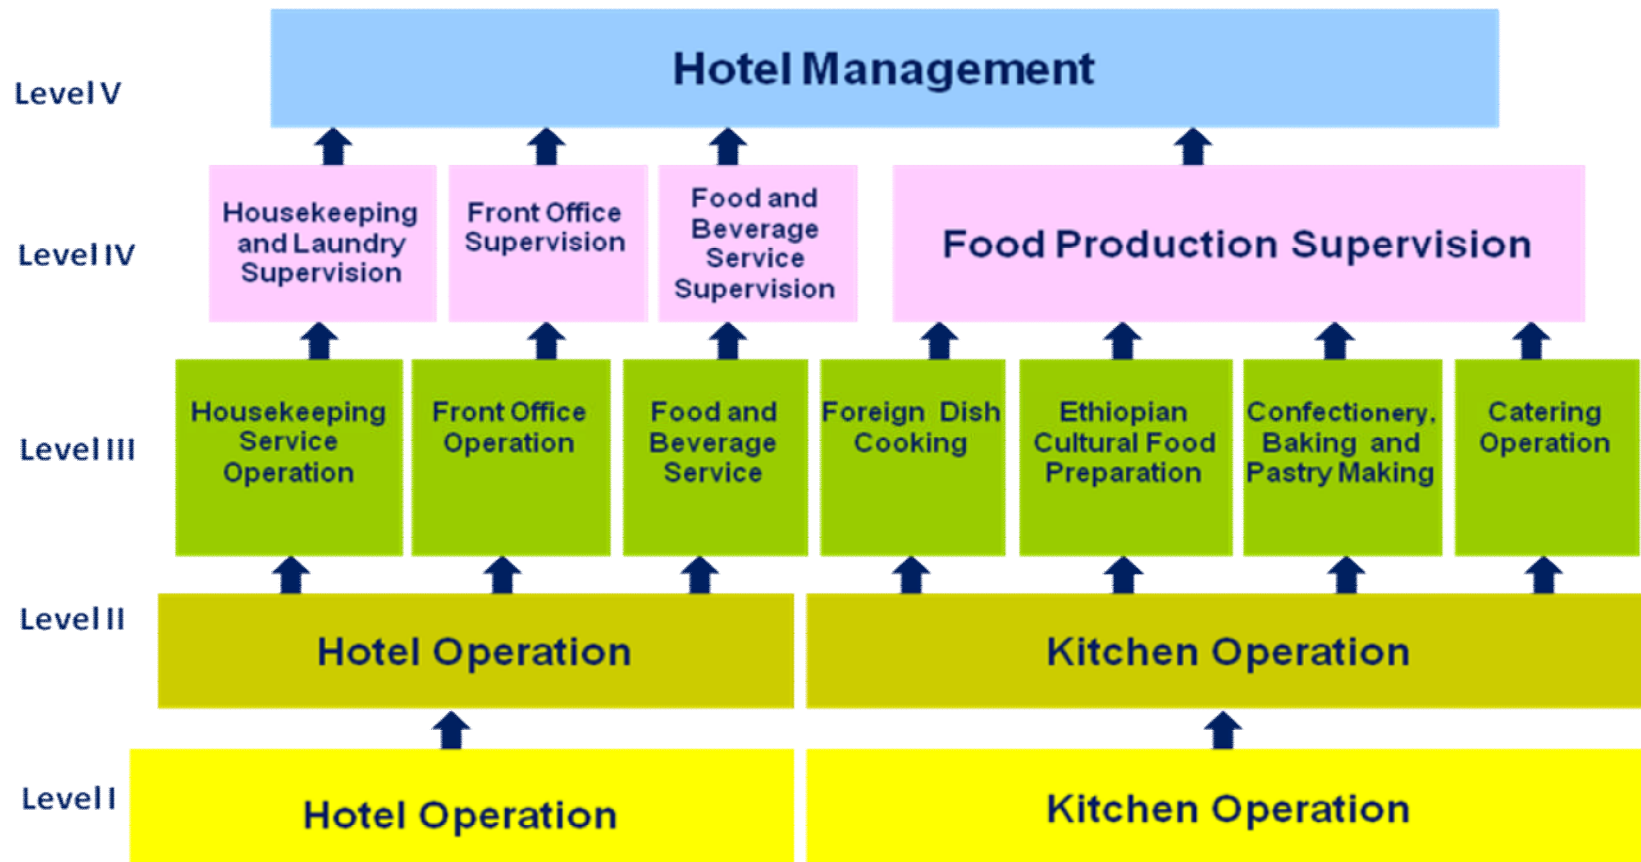 Level V
Hotel Management
Level IV
Housekeeping
and Laundry
Supervision
Front Office
Supervision
Food and
Beverage
Service
Supervision
Food Production Supervision
Level III
Housekeeping
Service
Operation
Front Office
Operation
Food and
Beverage
Service
Foreign Dish
Cooking
Ethiopian
Cultural Food
Preparation
Confectionery,
Baking and
Pastry Making
Catering
Operation
Level II
Hotel Operation
Kitchen Operation
Level I
Hotel Operation
Kitchen Operation